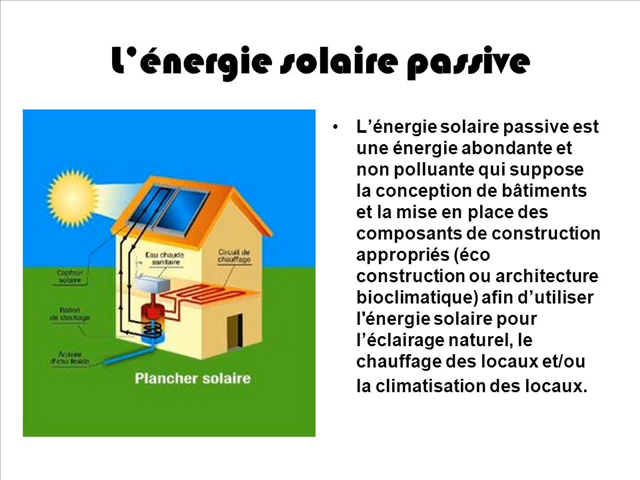 L'énergie solaire passive
Eau chaude
sanitaire
Circuit de
chauffage
Capteur
solaire
Ballon
de stockage
Arrivée
d'eau froide
Plancher solaire
• L'énergie solaire passive est
une énergie abondante et
non polluante qui suppose
la conception de bâtiments
et la mise en place des
composants de construction
appropriés (éco
construction ou architecture
bioclimatique) afin d'utiliser
l'énergie solaire pour
l'éclairage naturel, le
chauffage des locaux et/ou
la climatisation des locaux.